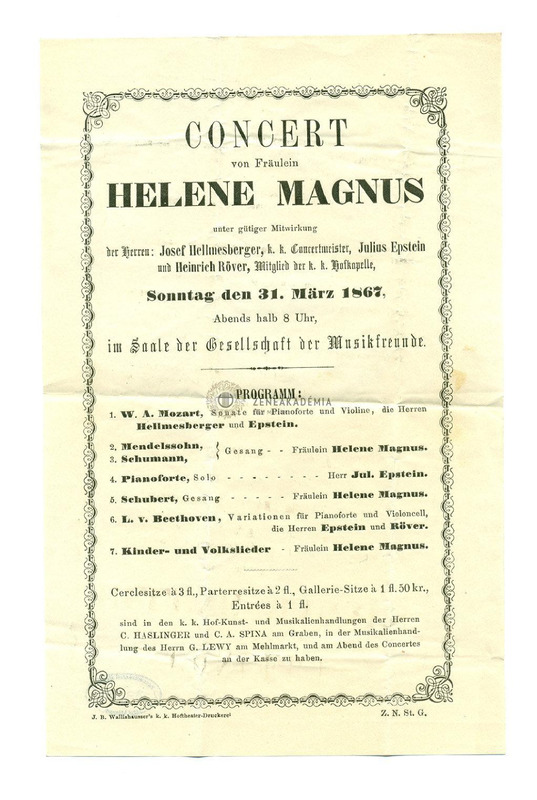 CONCERT
von Fräulein
HELENE MAGNUS
unter gütiger Mitwirkung
der Herren: Josef Hellmesberger, k. k. Concertmeister, Julius Epstein
und Heinrich Röver, Mitglied der k. k. Hofkapelle,
Sonntag den 31. März 1867,
Abends halb 8 Uhr,
im Saale der Gesellschaft der Musikfreunde.
PROGRAMM:
ZENEAKADÉMIA
1. W. A. Mozart, Sonate für Pianoforte und Violine, die Herren
Hellmesberger und Epstein.
2. Mendelssohn,
3. Schumann,
{ Gesang - - Fräulein Helene Magnus.
4. Pianoforte, Solo - - - - - - - - Herr Jul. Epstein.
5. Schubert, Gesang - - - - - Fräulein Helene Magnus.
6. L. v. Beethoven, Variationen für Pianoforte und Violoncell,
die Herren Epstein und Röver.
7. Kinder- und Volkslieder - Fräulein Helene Magnus.
Cerclesitze à 3 fl., Parterresitze à 2 fl., Gallerie-Sitze à 1 fl. 50 kr.,
Entrées à 1 fl.
sind in den k. k. Hof-Kunst- und Musikalienhandlungen der Herren
C. HASLINGER und C. A. SPINA am Graben, in der Musikalienhand-
lung des Herrn G. LEWY am Mehlmarkt, und am Abend des Concertes
an der Kasse zu haben.
J. B. Wallishausser's k. k. Hoftheater-Druckerei
Z. N. St. G.